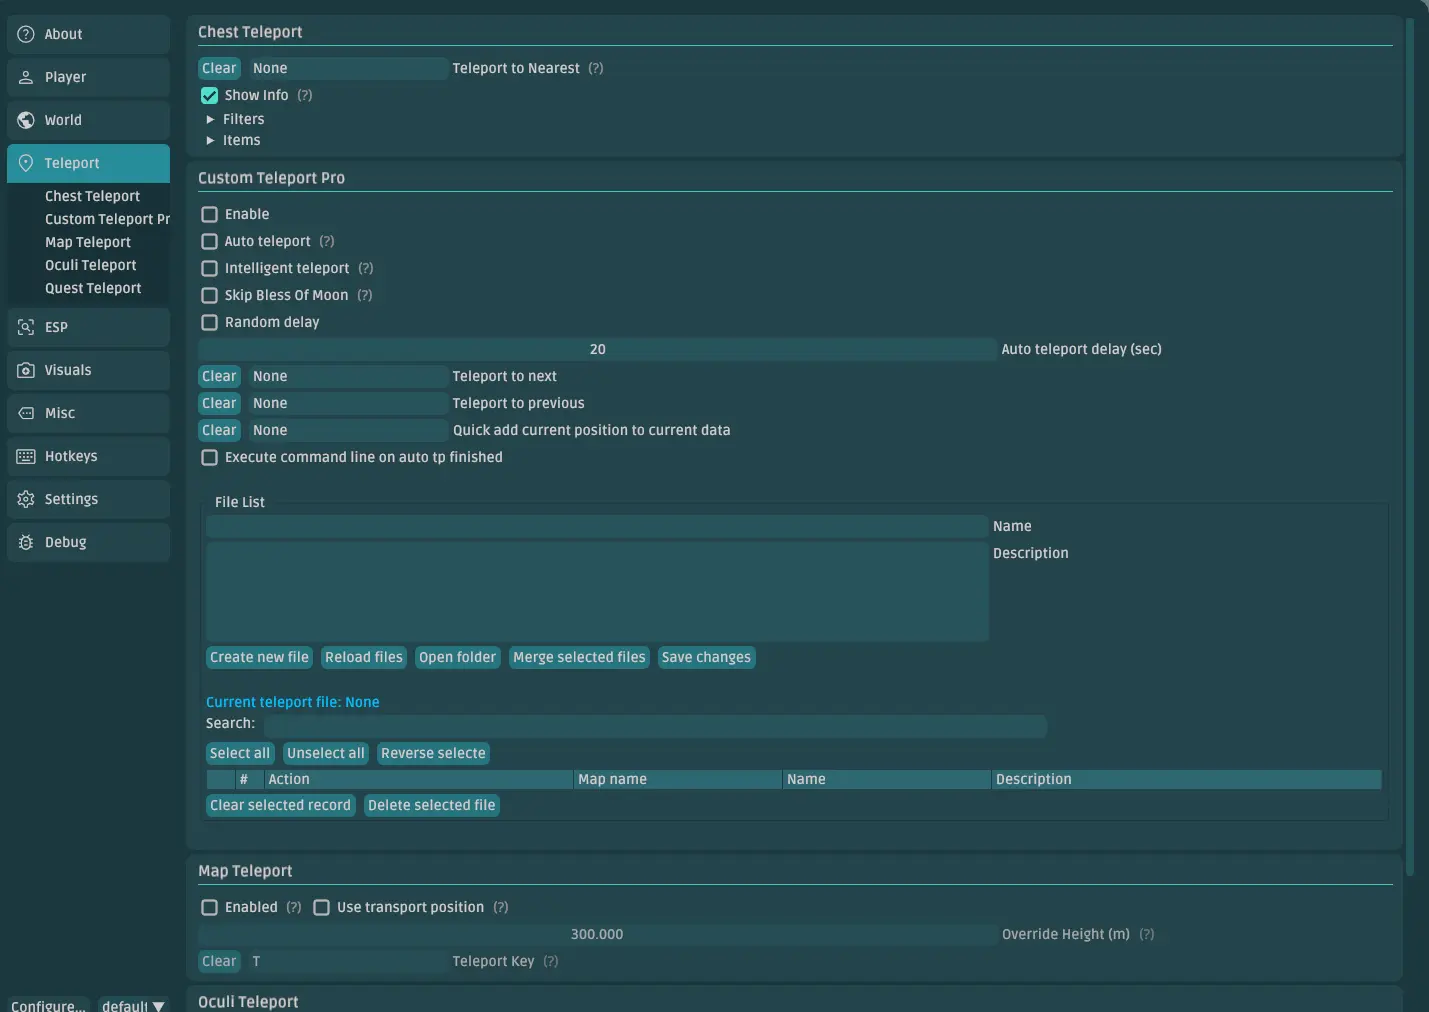 About
Player
World
Teleport
Chest Teleport
Custom Teleport Pr
Map Teleport
Oculi Teleport
Quest Teleport
ESP
Visuals
Misc
Hotkeys
Settings
Debug
Configure... default
Chest Teleport
Clear None Teleport to Nearest (?)
Show Info (?)
Filters
Items
Custom Teleport Pro
Enable
Auto teleport (?)
Intelligent teleport (?)
Skip Bless Of Moon (?)
Random delay
20 Auto teleport delay (sec)
Clear None Teleport to next
Clear None Teleport to previous
Clear None Quick add current position to current data
Execute command line on auto tp finished
File List
Name
Description
Create new file Reload files Open folder Merge selected files Save changes
Current teleport file: None
Search:
Select all Unselect all Reverse selecte
# Action Map name Name Description
Clear selected record Delete selected file
Map Teleport
Enabled (?) Use transport position (?)
300.000 Override Height (m) (?)
Clear T Teleport Key (?)
Oculi Teleport